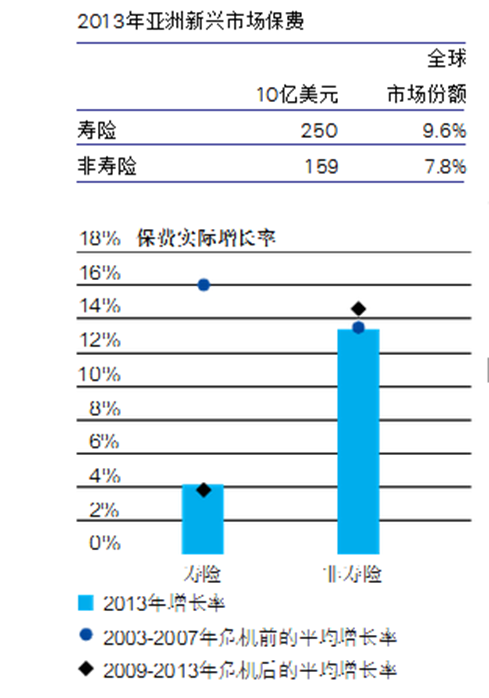 2013年亚洲新兴市场保费
全球
10亿美元 市场份额
寿险 250 9.6%
非寿险 159 7.8%
18% 保费实际增长率
16%
14%
12%
10%
8%
6%
4%
2%
0%
寿险 非寿险
2013年增长率
2003-2007年危机前的平均增长率
2009-2013年危机后的平均增长率